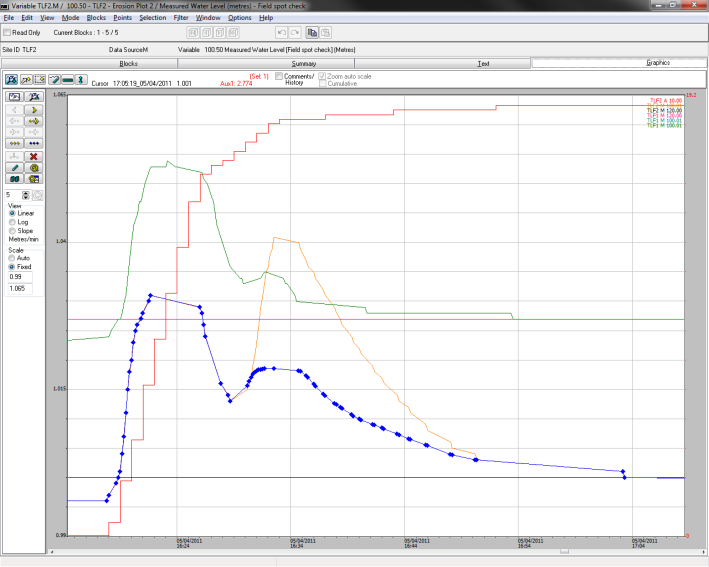 Variable TLF2.M / 100.50 - TLF2 - Erosion Plot 2 / Measured Water Level (metres) - Field spot check
File Edit View Mode Blocks Points Selection Filter Window Options Help
Read Only Current Blocks : 1 - 5 / 5
Site ID TLF2 Data Source M Variable 100.50 Measured Water Level [Field spot check] (Metres)
Blocks Summary Text Graphics
Cursor 17:05:19_05/04/2011 1.001 (Set 1) Aux1: 2.774 Comments/ History Zoom auto scale Cumulative
1.065 19.2
TLF2 A 10.00
TLF2 M 120.00
TLF1 M 120.00
TLF1 M 100.01
TLF1 M 100.01
5
View
Linear
Log
Slope
Metres/min
Scale
Auto
Fixed
0.99
1.065
1.04
1.015
0.99 0
05/04/2011 05/04/2011 05/04/2011 05/04/2011 05/04/2011
16:24 16:34 16:44 16:54 17:04